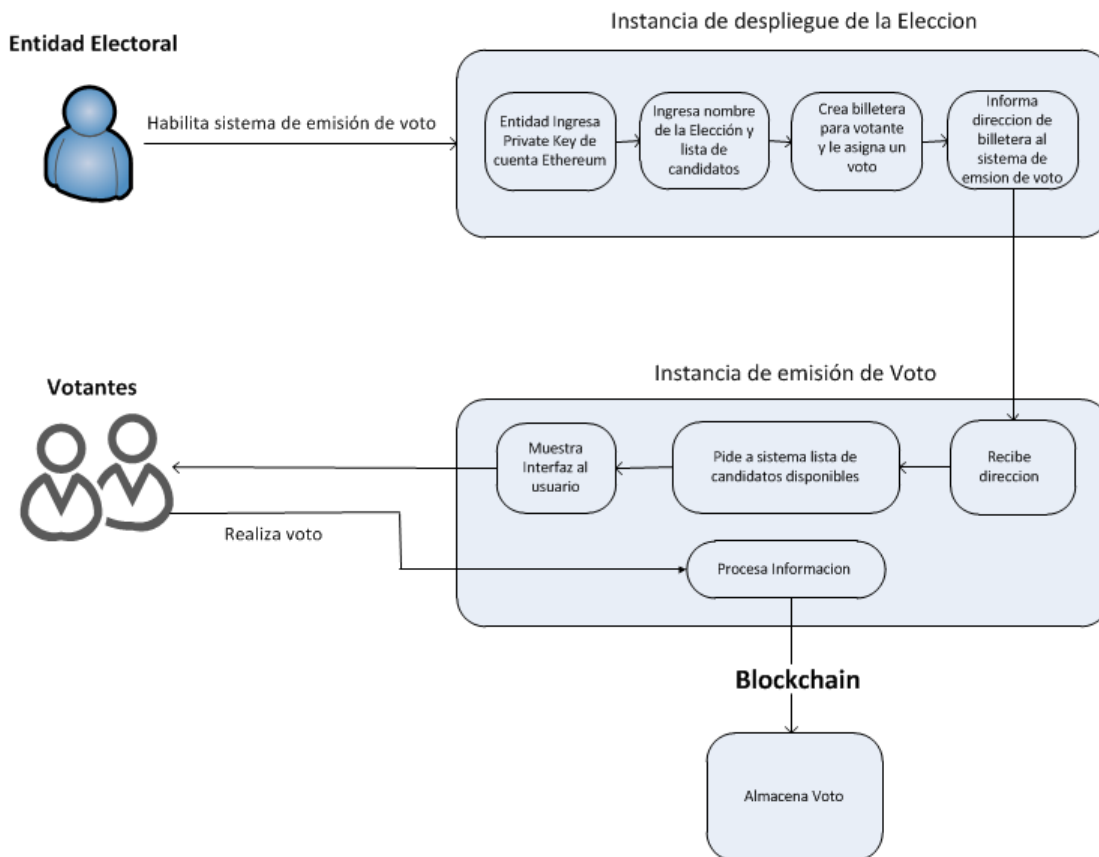 Instancia de despliegue de la Eleccion
Entidad Electoral
Habilita sistema de emisión de voto
Entidad Ingresa
Private Key de
cuenta Ethereum
Ingresa nombre
de la Elección y
lista de
candidatos
Crea billetera
para votante
y le asigna un
voto
Informa
direccion de
billetera al
sistema de
emsion de voto
Instancia de emisión de Voto
Votantes
Muestra
Interfaz al
usuario
Pide a sistema lista de
candidatos disponibles
Recibe
direccion
Realiza voto
Procesa Informacion
Blockchain
Almacena Voto